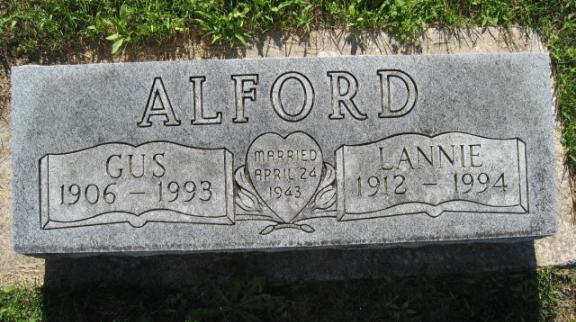 ALFORD
GUS
1906 - 1993
MARRIED
APRIL 24
1943
LANNIE
1912 - 1994